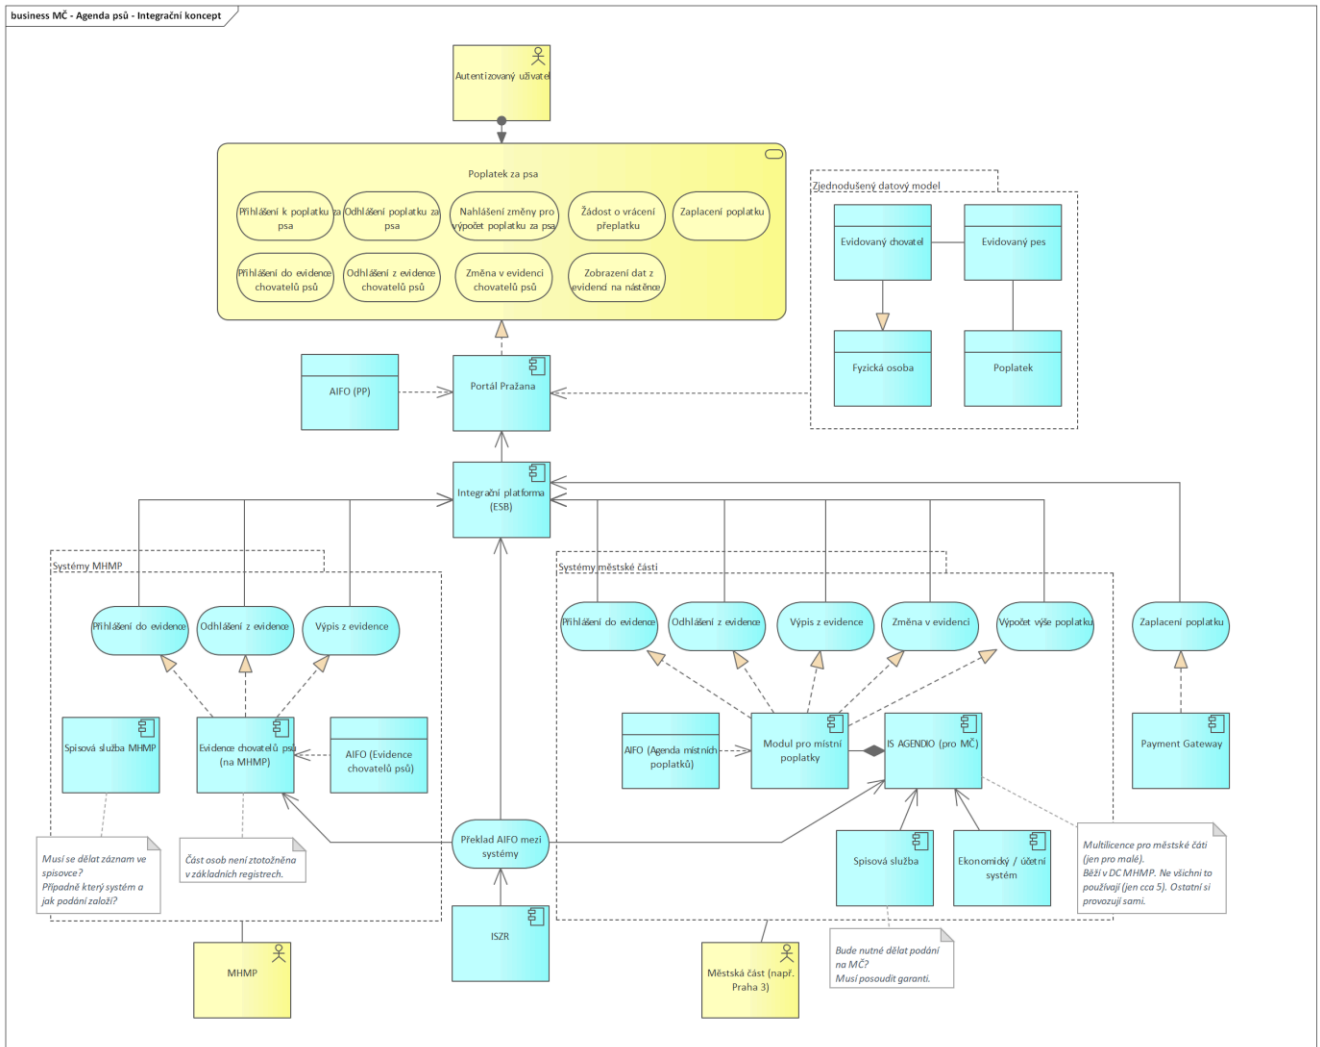 business MČ - Agenda psů - Integrační koncept
Autentizovaný uživatel
Poplatek za psa
Přihlášení k poplatku za
psa
Odhlášení poplatku za
psa
Nahlášení změny pro
výpočet poplatku za psa
Žádost o vrácení
přeplatku
Zaplacení poplatku
Přihlášení do evidence
chovatelů psů
Odhlášení z evidence
chovatelů psů
Změna v evidenci
chovatelů psů
Zobrazení dat z
evidencí na nástěnce
Zjednodušený datový model
Evidovaný chovatel
Evidovaný pes
Fyzická osoba
Poplatek
AIFO (PP)
Portál Pražana
Integrační platforma
(ESB)
Systémy MHMP
Přihlášení do evidence
Odhlášení z evidence
Výpis z evidence
Spisová služba MHMP
Evidence chovatelů psů
(na MHMP)
AIFO (Evidence
chovatelů psů)
Musí se dělat záznam ve
spisovce?
Případně který systém a
jak podání založí?
Část osob není ztotožněna
v základních registrech.
MHMP
Překlad AIFO mezi
systémy
ISZR
Systémy městské části
Přihlášení do evidence
Odhlášení z evidence
Výpis z evidence
Změna v evidenci
Výpočet výše poplatku
AIFO (Agenda místních
poplatků)
Modul pro místní
poplatky
IS AGENDIO (pro MČ)
Spisová služba
Ekonomický / účetní
systém
Zaplacení poplatku
Payment Gateway
Multilicence pro městské části
(jen pro malé).
Běží v DC MHMP. Ne všichni to
používají (jen cca 5). Ostatní si
provozují sami.
Bude nutné dělat podání
na MČ?
Musí posoudit garanti.
Městská část (např.
Praha 3)